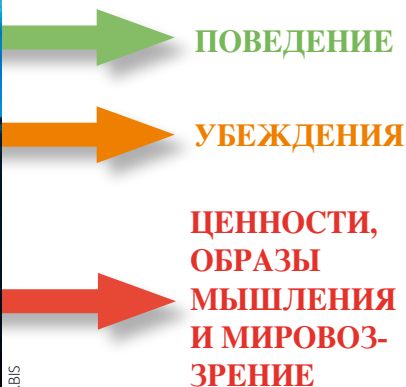 ПОВЕДЕНИЕ
УБЕЖДЕНИЯ
ЦЕННОСТИ,
ОБРАЗЫ
МЫШЛЕНИЯ
И МИРОВОЗ-
ЗРЕНИЕ